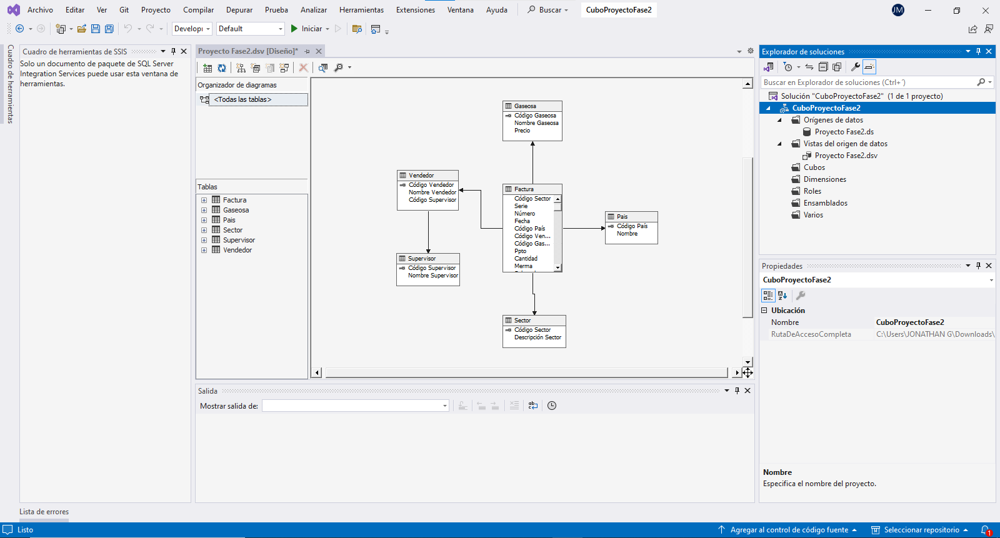 Archivo Editar Ver Git Proyecto Compilar Depurar Prueba Analizar Herramientas Extensiones Ventana Ayuda Buscar CuboProyectoFase2 JM
Develop Default Iniciar
Cuadro de herramientas
Cuadro de herramientas de SSIS
Solo un documento de paquete de SQL Server
Integration Services puede usar esta ventana de
herramientas.
Proyecto Fase2.dsv [Diseño]*
Organizador de diagramas
<Todas las tablas>
Tablas
Factura
Gaseosa
Pais
Sector
Supervisor
Vendedor
Gaseosa
Código Gaseosa
Nombre Gaseosa
Precio
Vendedor
Código Vendedor
Nombre Vendedor
Código Supervisor
Factura
Código Sector
Serie
Número
Fecha
Código País
Código Ven...
Código Gas...
Ppto
Cantidad
Merma
Pais
Código País
Nombre
Supervisor
Código Supervisor
Nombre Supervisor
Sector
Código Sector
Descripción Sector
Salida
Mostrar salida de:
Explorador de soluciones
Buscar en Explorador de soluciones (Ctrl+´)
Solución "CuboProyectoFase2" (1 de 1 proyecto)
CuboProyectoFase2
Orígenes de datos
Proyecto Fase2.ds
Vistas del origen de datos
Proyecto Fase2.dsv
Cubos
Dimensiones
Roles
Ensamblados
Varios
Propiedades
CuboProyectoFase2
Ubicación
Nombre CuboProyectoFase2
RutaDeAccesoCompleta C:\Users\JONATHAN G\Downloads\
Nombre
Especifica el nombre del proyecto.
Lista de errores
Listo Agregar al control de código fuente Seleccionar repositorio 1